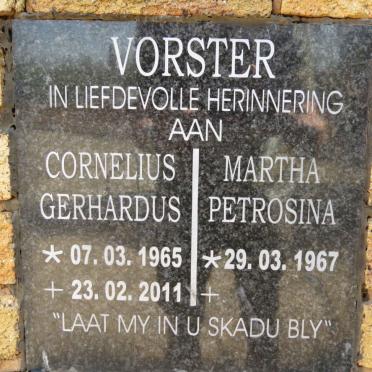 VORSTER
IN LIEFDEVOLLE HERINNERING
AAN
CORNELIUS MARTHA
GERHARDUS PETROSINA
* 07. 03. 1965 * 29. 03. 1967
+ 23. 02. 2011 +
"LAAT MY IN U SKADU BLY"